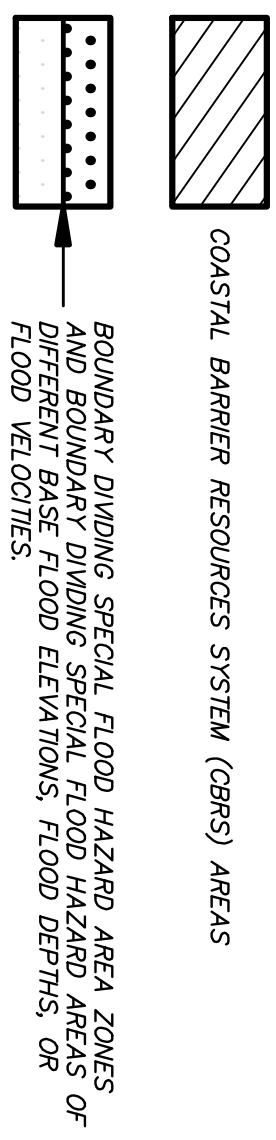 COASTAL BARRIER RESOURCES SYSTEM (CBRS) AREAS
BOUNDARY DIVIDING SPECIAL FLOOD HAZARD AREA ZONES
AND BOUNDARY DIVIDING SPECIAL FLOOD HAZARD AREAS OF
DIFFERENT BASE FLOOD ELEVATIONS, FLOOD DEPTHS, OR
FLOOD VELOCITIES.